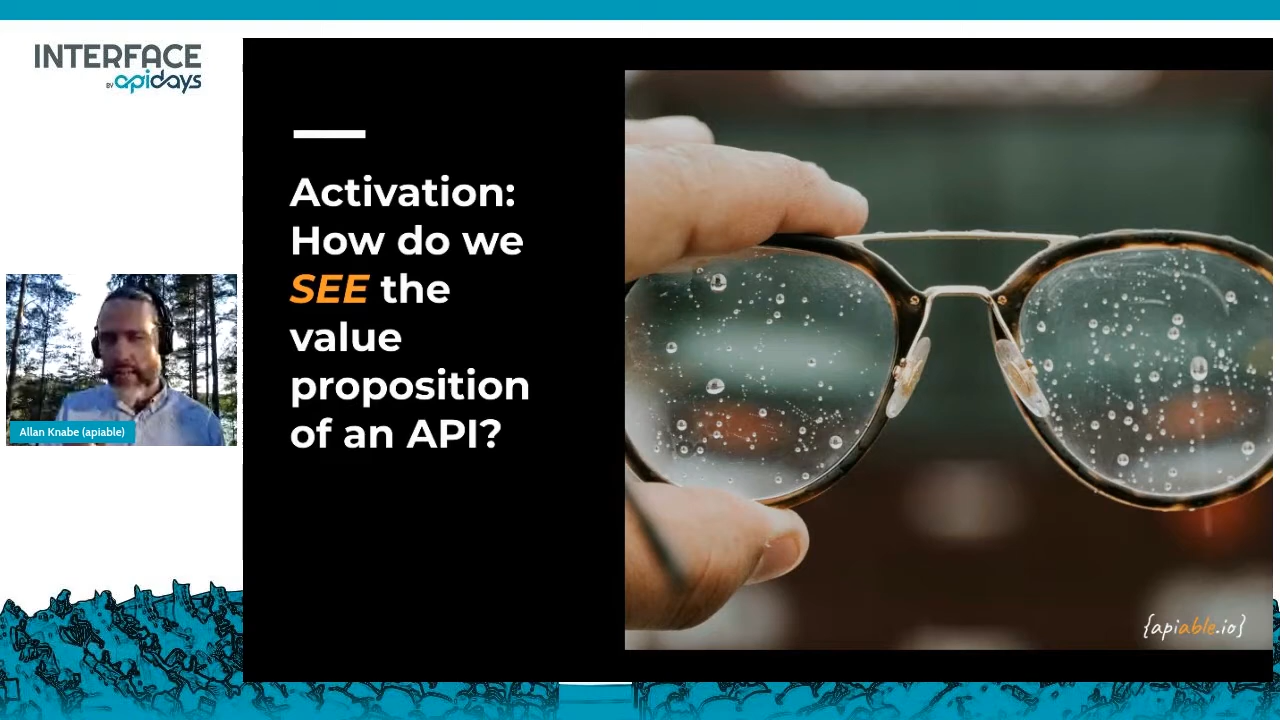 INTERFACE
BY apidays
Activation:
How do we
SEE the
value
proposition
of an API?
Allan Knabe (apiable)
{apiable.io}